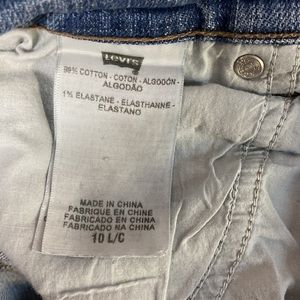 Levi's
99% COTTON - COTON - ALGODÓN -
ALGODÃO
1% ELASTANE - ELASTHANNE -
ELASTANO
MADE IN CHINA
FABRIQUE EN CHINE
FABRICADO EN CHINA
FABRICADO NA CHINA
10 L/C